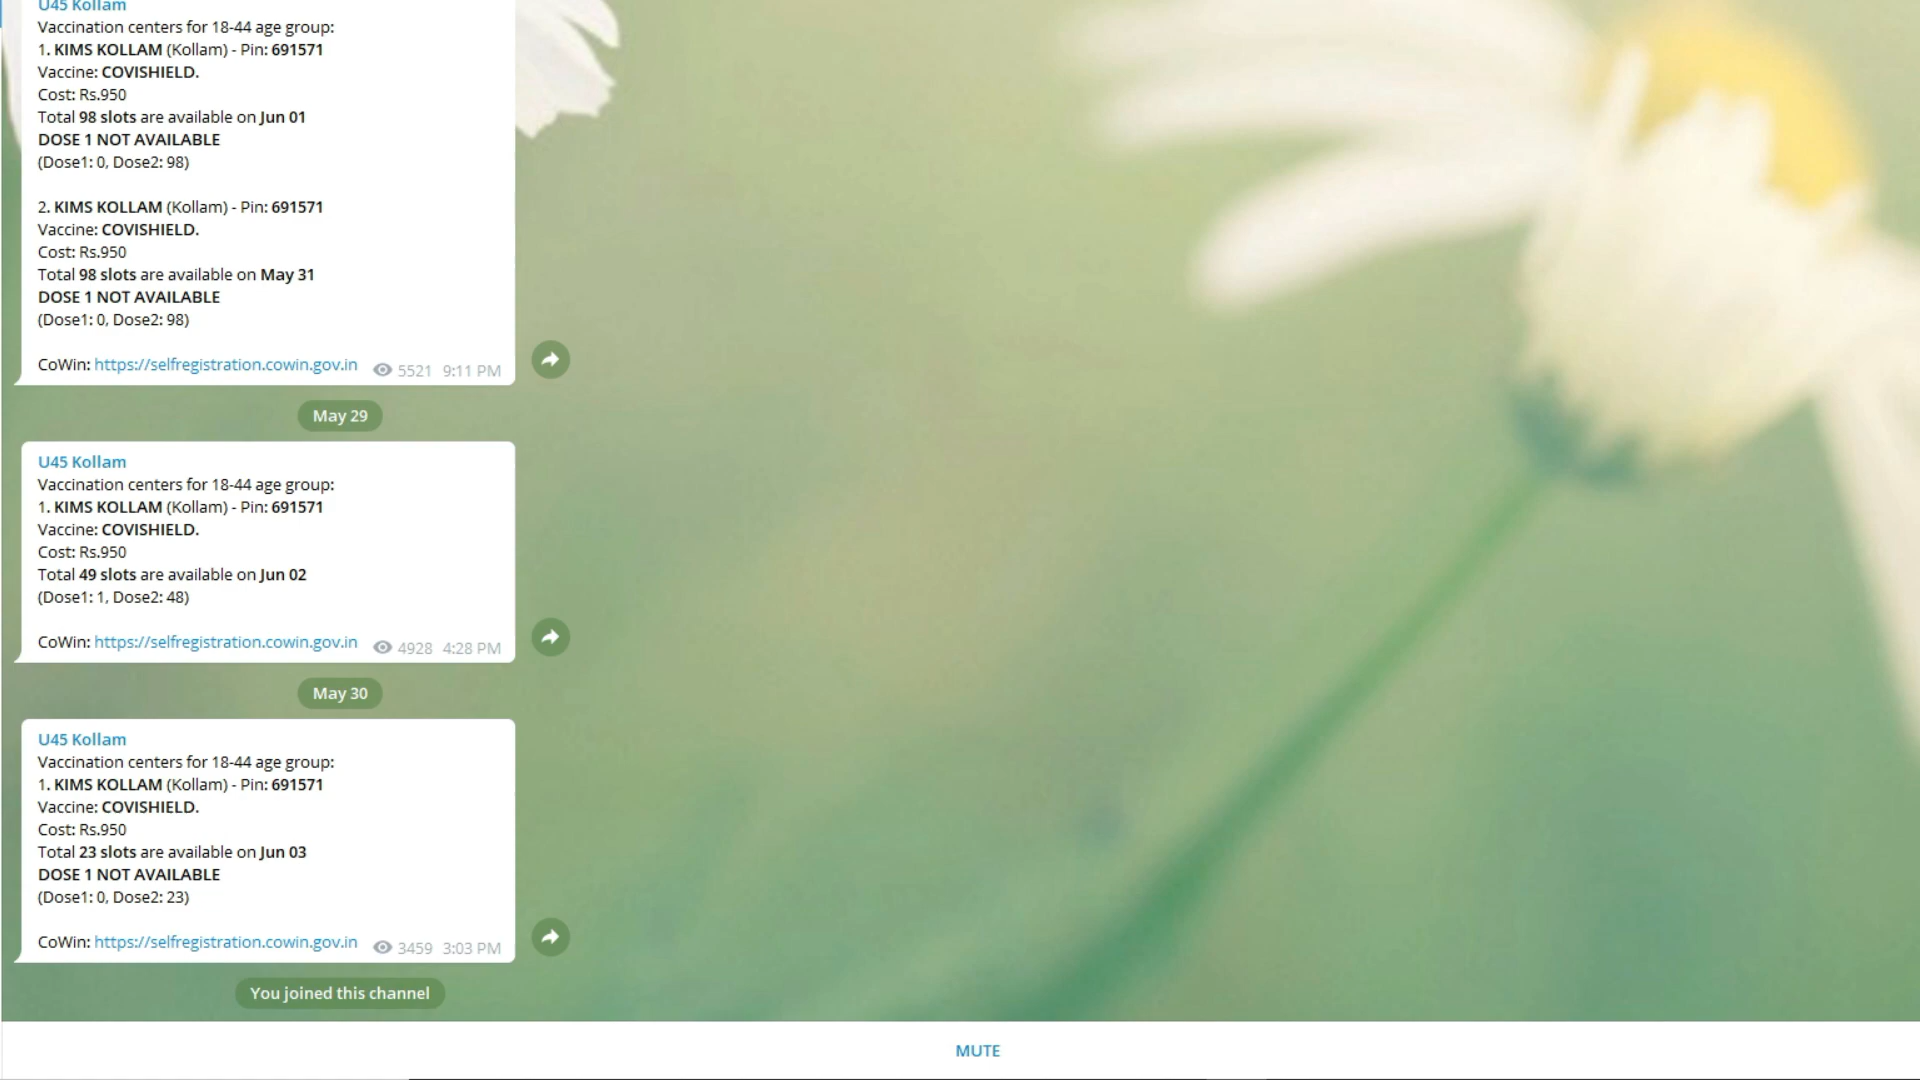 U45 Kollam
Vaccination centers for 18-44 age group:
1. KIMS KOLLAM (Kollam) - Pin: 691571
Vaccine: COVISHIELD.
Cost: Rs.950
Total 98 slots are available on Jun 01
DOSE 1 NOT AVAILABLE
(Dose1: 0, Dose2: 98)
2. KIMS KOLLAM (Kollam) - Pin: 691571
Vaccine: COVISHIELD.
Cost: Rs.950
Total 98 slots are available on May 31
DOSE 1 NOT AVAILABLE
(Dose1: 0, Dose2: 98)
CoWin: https://selfregistration.cowin.gov.in 5521 9:11 PM
May 29
U45 Kollam
Vaccination centers for 18-44 age group:
1. KIMS KOLLAM (Kollam) - Pin: 691571
Vaccine: COVISHIELD.
Cost: Rs.950
Total 49 slots are available on Jun 02
(Dose1: 1, Dose2: 48)
CoWin: https://selfregistration.cowin.gov.in 4928 4:28 PM
May 30
U45 Kollam
Vaccination centers for 18-44 age group:
1. KIMS KOLLAM (Kollam) - Pin: 691571
Vaccine: COVISHIELD.
Cost: Rs.950
Total 23 slots are available on Jun 03
DOSE 1 NOT AVAILABLE
(Dose1: 0, Dose2: 23)
CoWin: https://selfregistration.cowin.gov.in 3459 3:03 PM
You joined this channel
MUTE